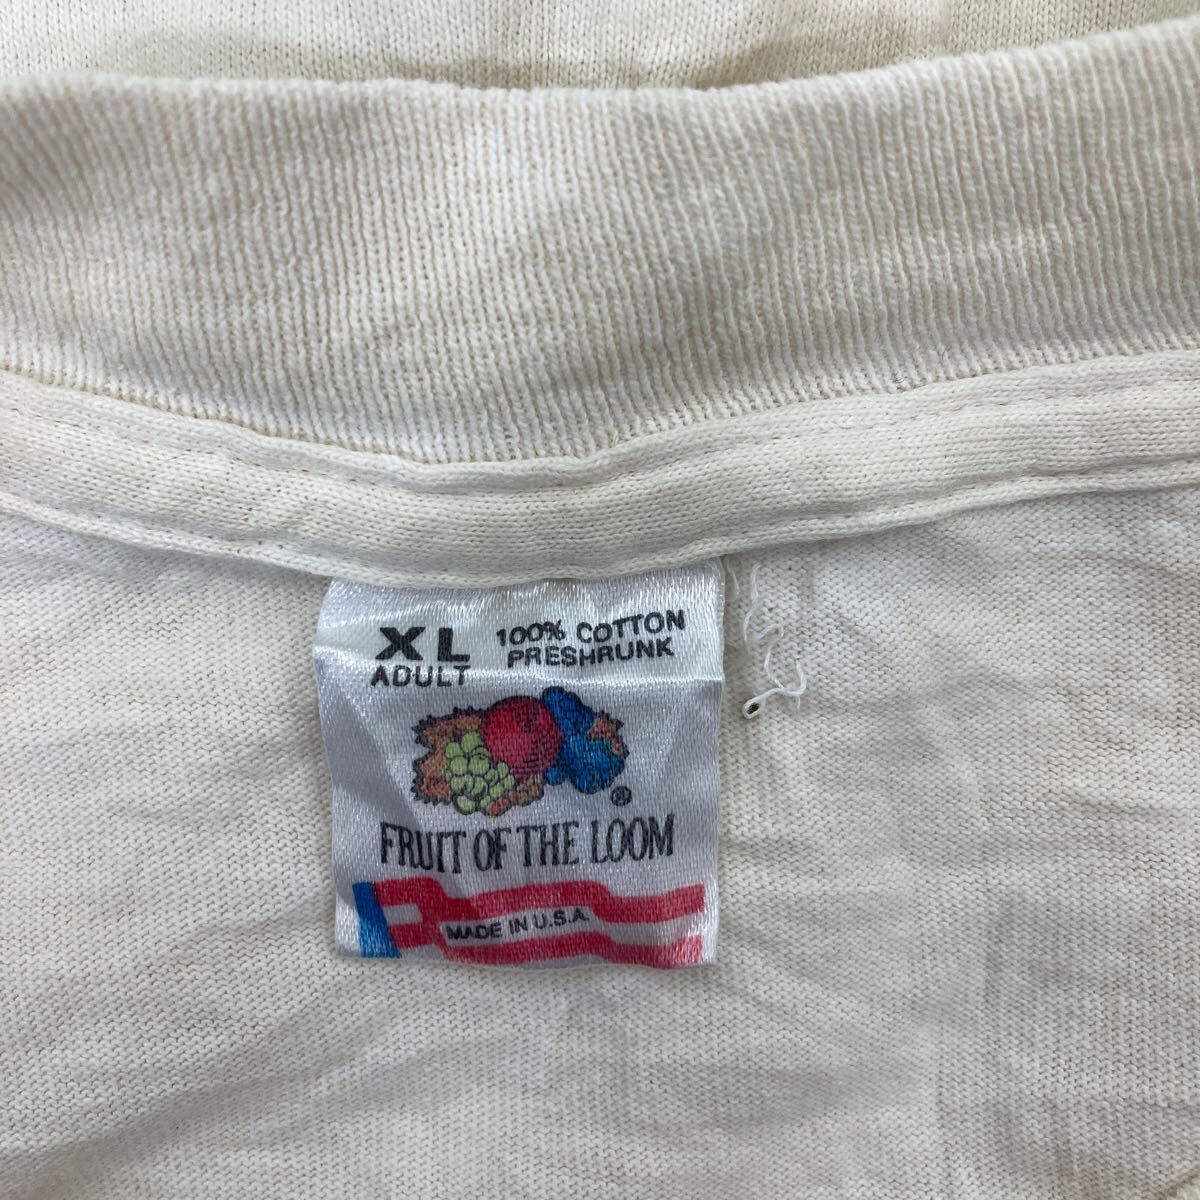 XL
ADULT
100% COTTON
PRESHRUNK
®
FRUIT OF THE LOOM
MADE IN U.S.A.